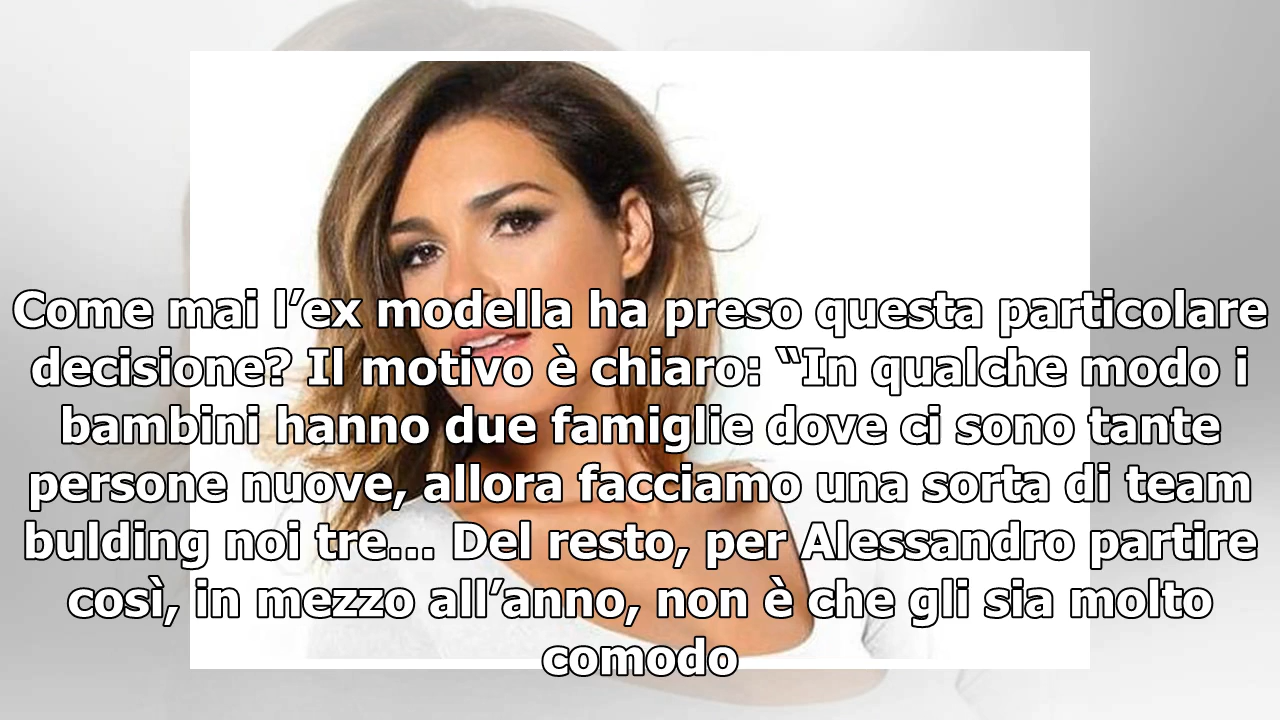 Come mai l’ex modella ha preso questa particolare
decisione? Il motivo è chiaro: “In qualche modo i
bambini hanno due famiglie dove ci sono tante
persone nuove, allora facciamo una sorta di team
bulding noi tre... Del resto, per Alessandro partire
così, in mezzo all’anno, non è che gli sia molto
comodo